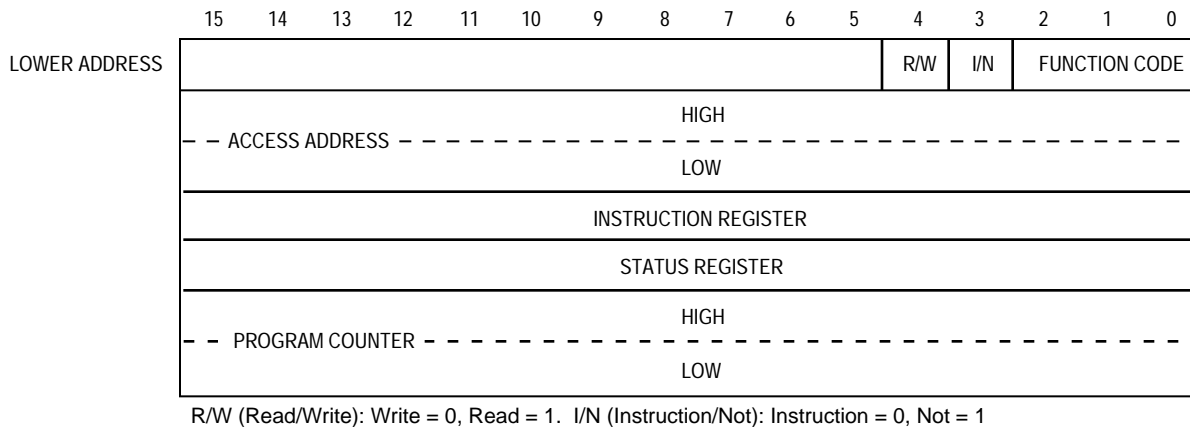 15 14 13 12 11 10 9 8 7 6 5 4 3 2 1 0
LOWER ADDRESS R/W I/N FUNCTION CODE
HIGH
ACCESS ADDRESS
LOW
INSTRUCTION REGISTER
STATUS REGISTER
HIGH
PROGRAM COUNTER
LOW
R/W (Read/Write): Write = 0, Read = 1. I/N (Instruction/Not): Instruction = 0, Not = 1